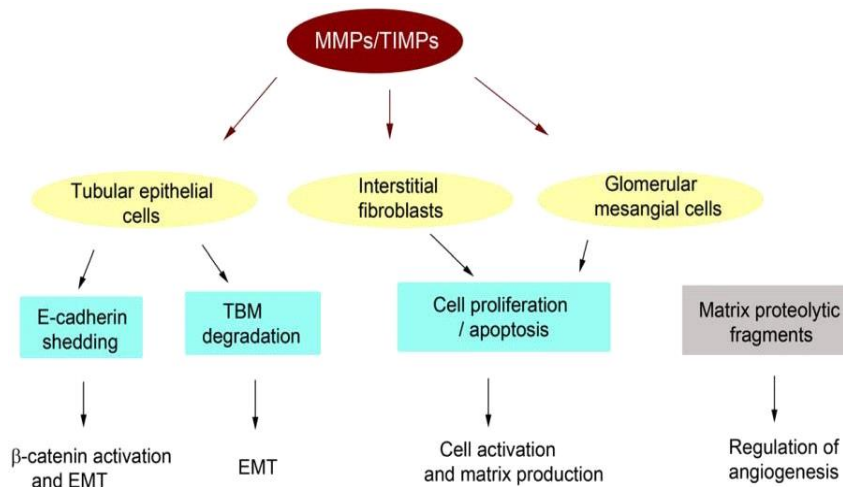 MMPs/TIMPs
Tubular epithelial
cells
Interstitial
fibroblasts
Glomerular
mesangial cells
E-cadherin
shedding
TBM
degradation
Cell proliferation
/ apoptosis
Matrix proteolytic
fragments
β-catenin activation
and EMT
EMT
Cell activation
and matrix production
Regulation of
angiogenesis